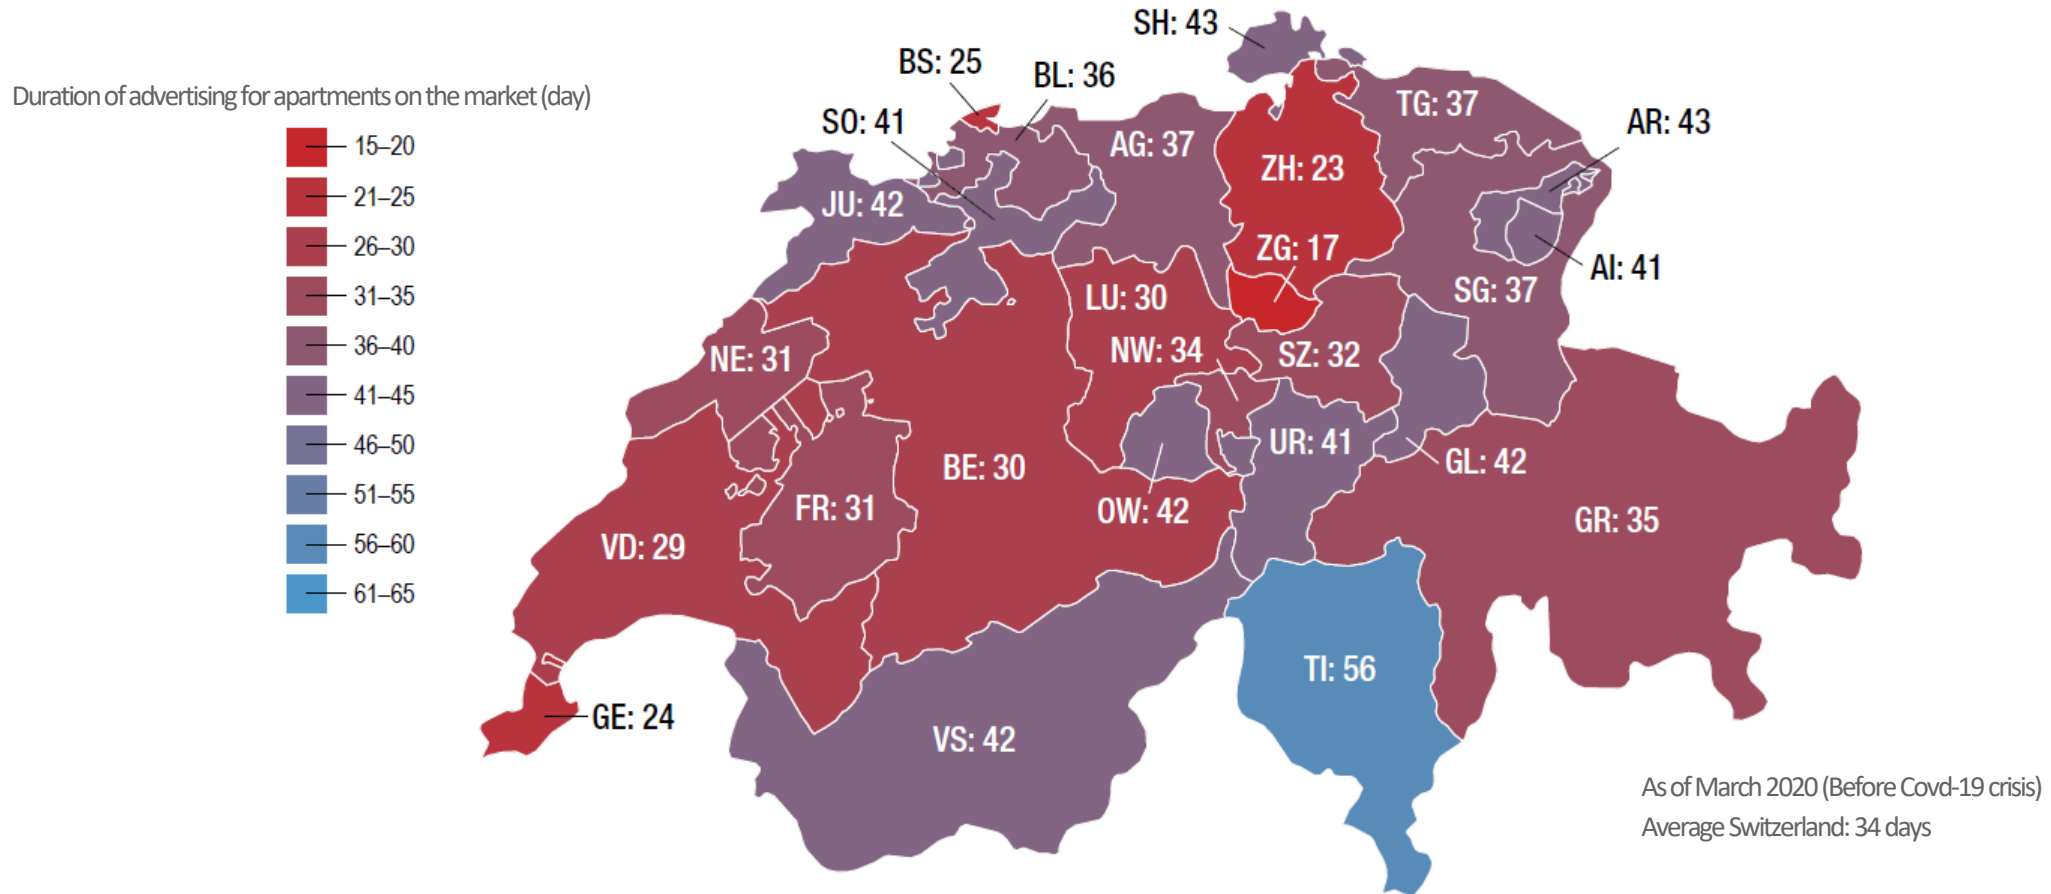 SH: 43
BS: 25
BL: 36
Duration of advertising for apartments on the market (day)
SO: 41
TG: 37
AR: 43
15–20
AG: 37
ZH: 23
21–25
JU: 42
26–30
ZG: 17
AI: 41
31–35
LU: 30
SG: 37
36–40
NE: 31
NW: 34
SZ: 32
41–45
46–50
BE: 30
UR: 41
GL: 42
51–55
FR: 31
OW: 42
GR: 35
56–60
VD: 29
61–65
TI: 56
GE: 24
VS: 42
As of March 2020 (Before Covd-19 crisis)
Average Switzerland: 34 days